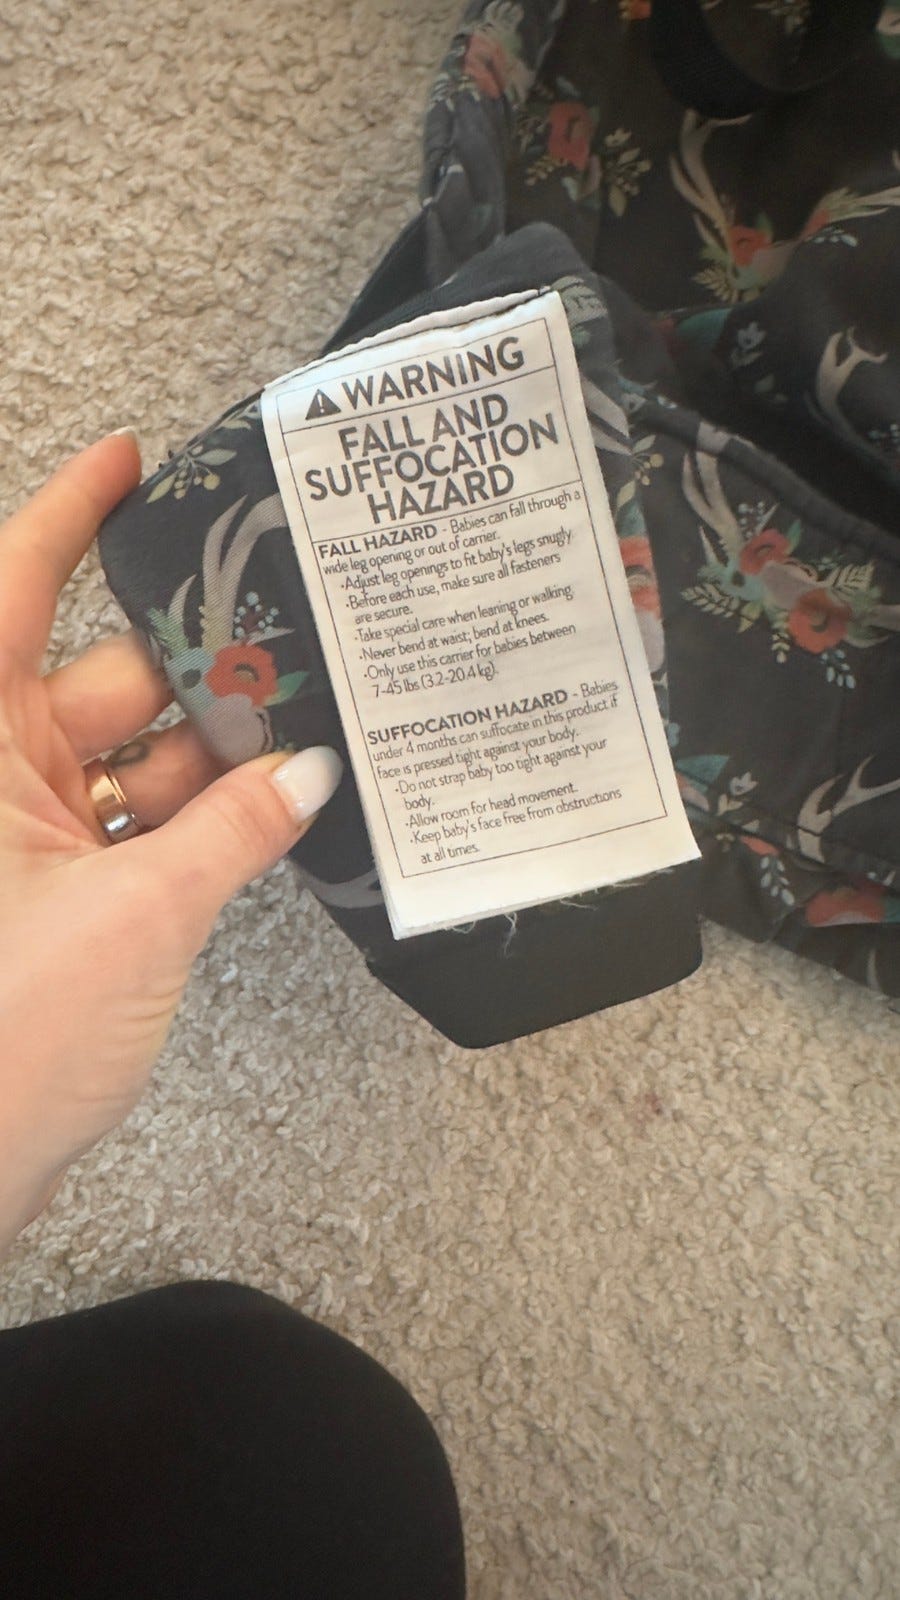 WARNING
FALL AND
SUFFOCATION
HAZARD
FALL HAZARD - Babies can fall through a
wide leg opening or out of carrier.
·Adjust leg openings to fit baby's legs snugly.
·Before each use, make sure all fasteners
are secure.
·Take special care when leaning or walking.
·Never bend at waist; bend at knees.
·Only use this carrier for babies between
7-45 lbs (3.2-20.4 kg).
SUFFOCATION HAZARD - Babies
under 4 months can suffocate in this product if
face is pressed tight against your body.
·Do not strap baby too tight against your
body.
·Allow room for head movement.
·Keep baby's face free from obstructions
at all times.